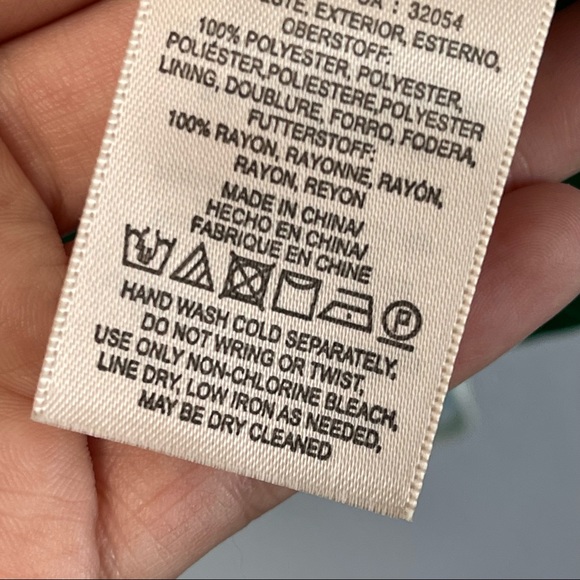 : 32054
EXTERIOR, ESTERNO,
OBERSTOFF:
100% POLYESTER, POLYESTER,
POLIÉSTER,POLIESTERE,POLYESTER
LINING, DOUBLURE, FORRO, FODERA,
FUTTERSTOFF:
100% RAYON, RAYONNE, RAYÓN,
RAYON, REYON
MADE IN CHINA/
HECHO EN CHINA/
FABRIQUÉ EN CHINE
P
HAND WASH COLD SEPARATELY,
DO NOT WRING OR TWIST,
USE ONLY NON-CHLORINE BLEACH,
LINE DRY, LOW IRON AS NEEDED,
MAY BE DRY CLEANED